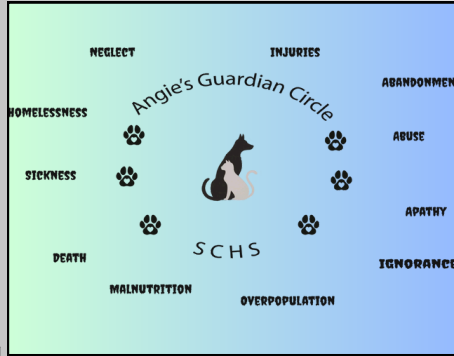 NEGLECT
INJURIES
ABANDONMEN
HOMELESSNESS
Angie's Guardian Circle
ABUSE
SICKNESS
APATHY
SCHS
DEATH
IGNORANCE
MALNUTRITION
OVERPOPULATION